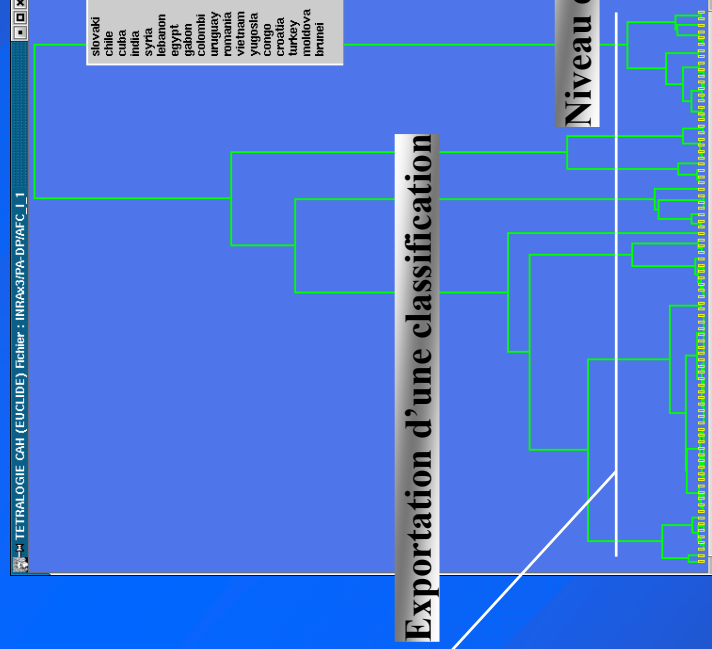 TETRALOGIE CAH (EUCLIDE) Fichier : INRAx3/PA-DP/AFC_I_1
slovaki
chile
cuba
india
syria
lebanon
egypt
gabon
colombi
uruguay
romania
vietnam
yugosla
congo
croatia
turkey
moldova
brunei
Exportation d'une classification
Niveau